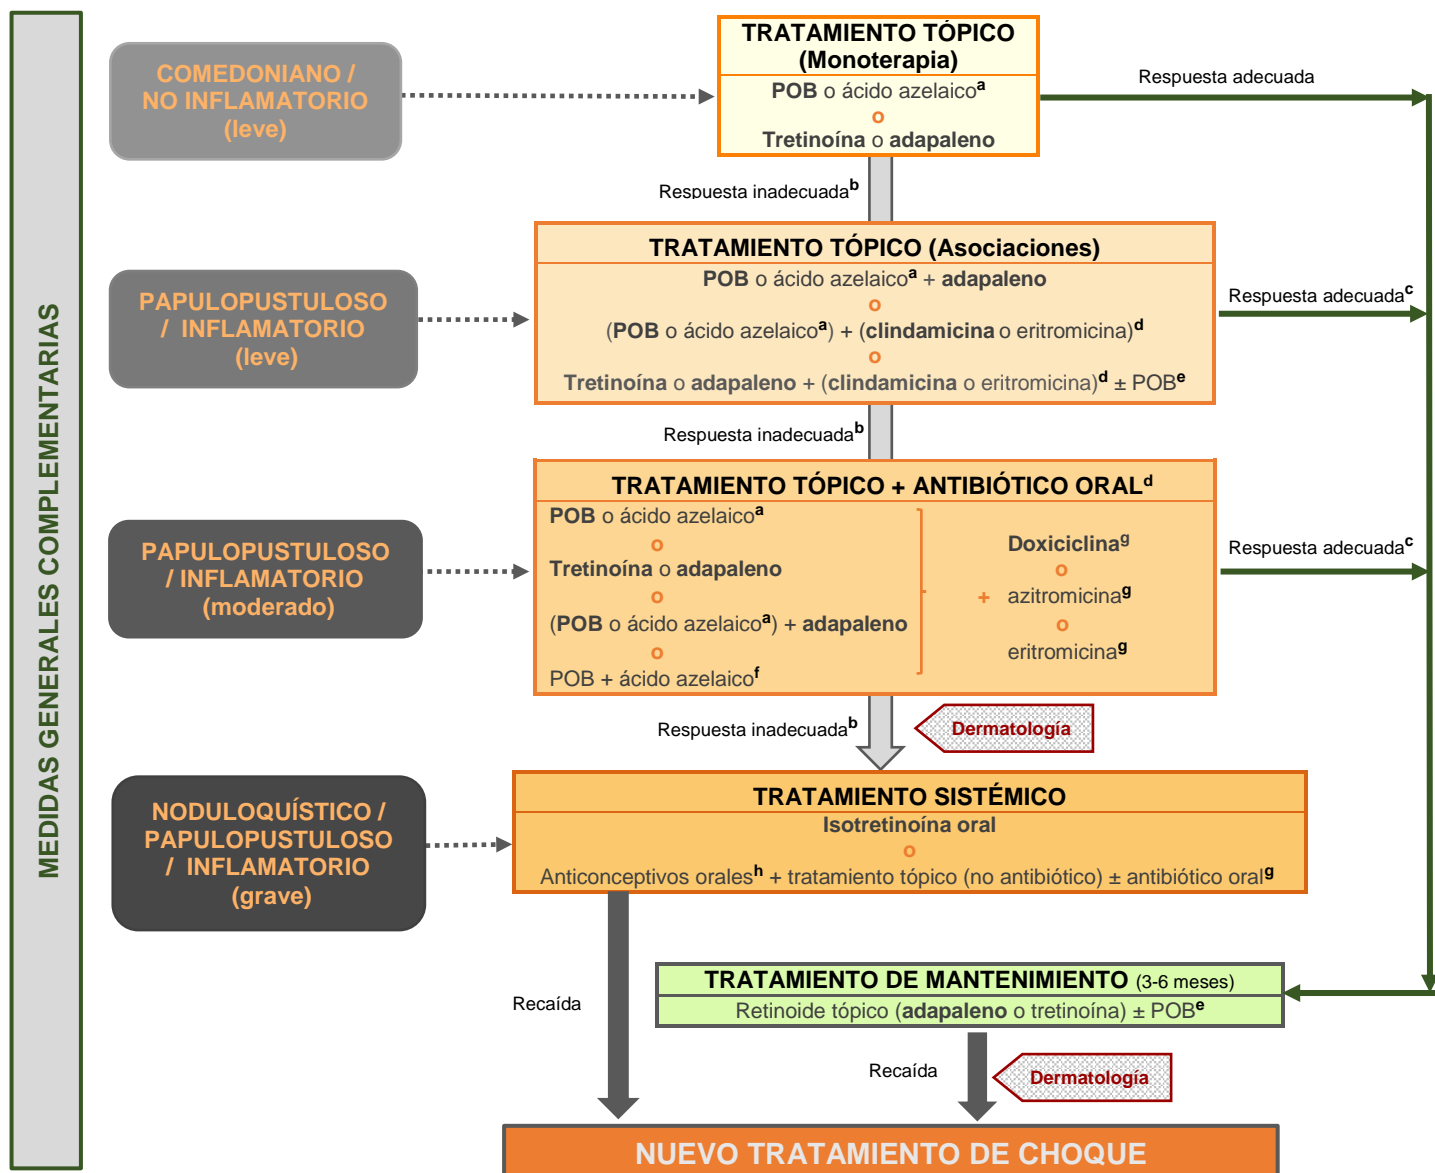 MEDIDAS GENERALES COMPLEMENTARIAS
COMEDONIANO /
NO INFLAMATORIO
(leve)
TRATAMIENTO TÓPICO
(Monoterapia)
POB o ácido azelaicoa
o
Tretinoína o adapaleno
Respuesta adecuada
Respuesta inadecuadab
PAPULOPUSTULOSO
/ INFLAMATORIO
(leve)
TRATAMIENTO TÓPICO (Asociaciones)
POB o ácido azelaicoa + adapaleno
o
(POB o ácido azelaicoa) + (clindamicina o eritromicina)d
o
Tretinoína o adapaleno + (clindamicina o eritromicina)d ± POBe
Respuesta adecuadac
Respuesta inadecuadab
PAPULOPUSTULOSO
/ INFLAMATORIO
(moderado)
TRATAMIENTO TÓPICO + ANTIBIÓTICO ORALd
POB o ácido azelaicoa
o
Tretinoína o adapaleno
o
(POB o ácido azelaicoa) + adapaleno
o
POB + ácido azelaicof
+
Doxiciclinag
o
azitromicinag
o
eritromicinag
Respuesta adecuadac
Respuesta inadecuadab
Dermatología
NODULOQUÍSTICO /
PAPULOPUSTULOSO
/ INFLAMATORIO
(grave)
TRATAMIENTO SISTÉMICO
Isotretinoína oral
o
Anticonceptivos oralesh + tratamiento tópico (no antibiótico) ± antibiótico oralg
Recaída
TRATAMIENTO DE MANTENIMIENTO (3-6 meses)
Retinoide tópico (adapaleno o tretinoína) ± POBe
Recaída
Dermatología
NUEVO TRATAMIENTO DE CHOQUE